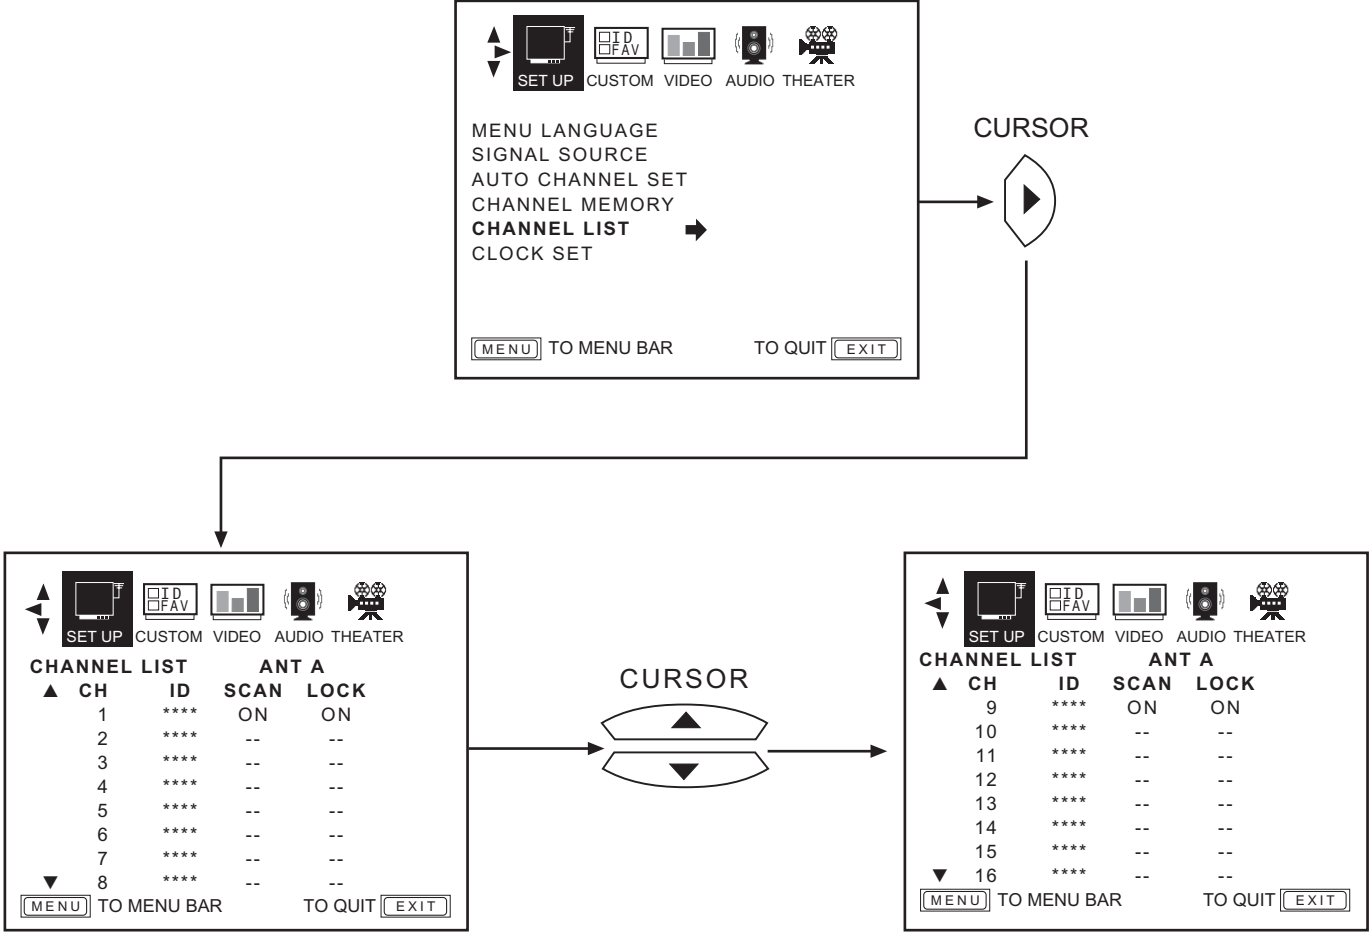 ID
FAV
SET UP CUSTOM VIDEO AUDIO THEATER
MENU LANGUAGE
SIGNAL SOURCE
AUTO CHANNEL SET
CHANNEL MEMORY
CHANNEL LIST
CLOCK SET
MENU TO MENU BAR TO QUIT EXIT
CURSOR
ID
FAV
SET UP CUSTOM VIDEO AUDIO THEATER
CHANNEL LIST ANT A
CH ID SCAN LOCK
1 **** ON ON
2 **** -- --
3 **** -- --
4 **** -- --
5 **** -- --
6 **** -- --
7 **** -- --
8 **** -- --
MENU TO MENU BAR TO QUIT EXIT
CURSOR
ID
FAV
SET UP CUSTOM VIDEO AUDIO THEATER
CHANNEL LIST ANT A
CH ID SCAN LOCK
9 **** ON ON
10 **** -- --
11 **** -- --
12 **** -- --
13 **** -- --
14 **** -- --
15 **** -- --
16 **** -- --
MENU TO MENU BAR TO QUIT EXIT